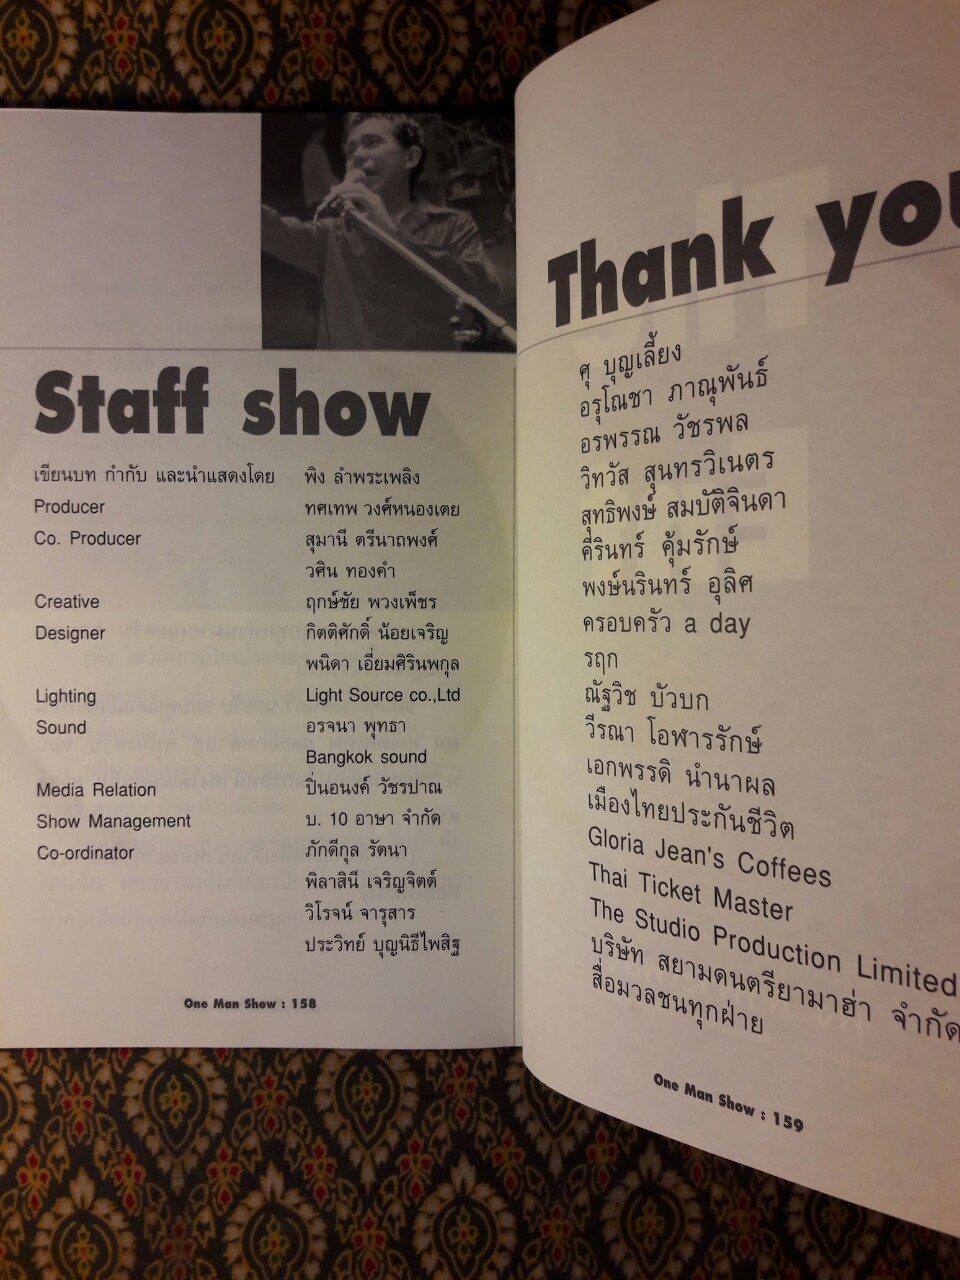 Staff show
เขียนบท กำกับ และนำแสดงโดย พิง ลำพระเพลิง
Producer ทศเทพ วงศ์หนองเตย
Co. Producer สุมานี ตรีนาถพงศ์
วศิน ทองคำ
Creative ฤกษ์ชัย พวงเพ็ชร
Designer กิตติศักดิ์ น้อยเจริญ
พนิดา เอี่ยมศิรินพกุล
Lighting Light Source co.,Ltd
Sound อรจนา พุทธา
Bangkok sound
Media Relation ปิ่นอนงค์ วัชรปาณ
Show Management บ. 10 อาษา จำกัด
Co-ordinator ภักดีกุล รัตนา
พิลาสินี เจริญจิตต์
วิโรจน์ จารุสาร
ประวิทย์ บุญนิธีไพสิฐ
One Man Show : 158
Thank you
ศุ บุญเลี้ยง
อรุโณชา ภาณุพันธ์
อรพรรณ วัชรพล
วิทวัส สุนทรวิเนตร
สุทธิพงษ์ สมบัติจินดา
คีรินทร์ คุ้มรักษ์
พงษ์นรินทร์ อุลิศ
ครอบครัว a day
รฤก
ณัฐวิช บัวบก
วีรณา โอฬารรักษ์
เอกพรรดิ นำนาผล
เมืองไทยประกันชีวิต
Gloria Jean's Coffees
Thai Ticket Master
The Studio Production Limited
บริษัท สยามดนตรียามาฮ่า จำกัด
สื่อมวลชนทุกฝ่าย
One Man Show : 159